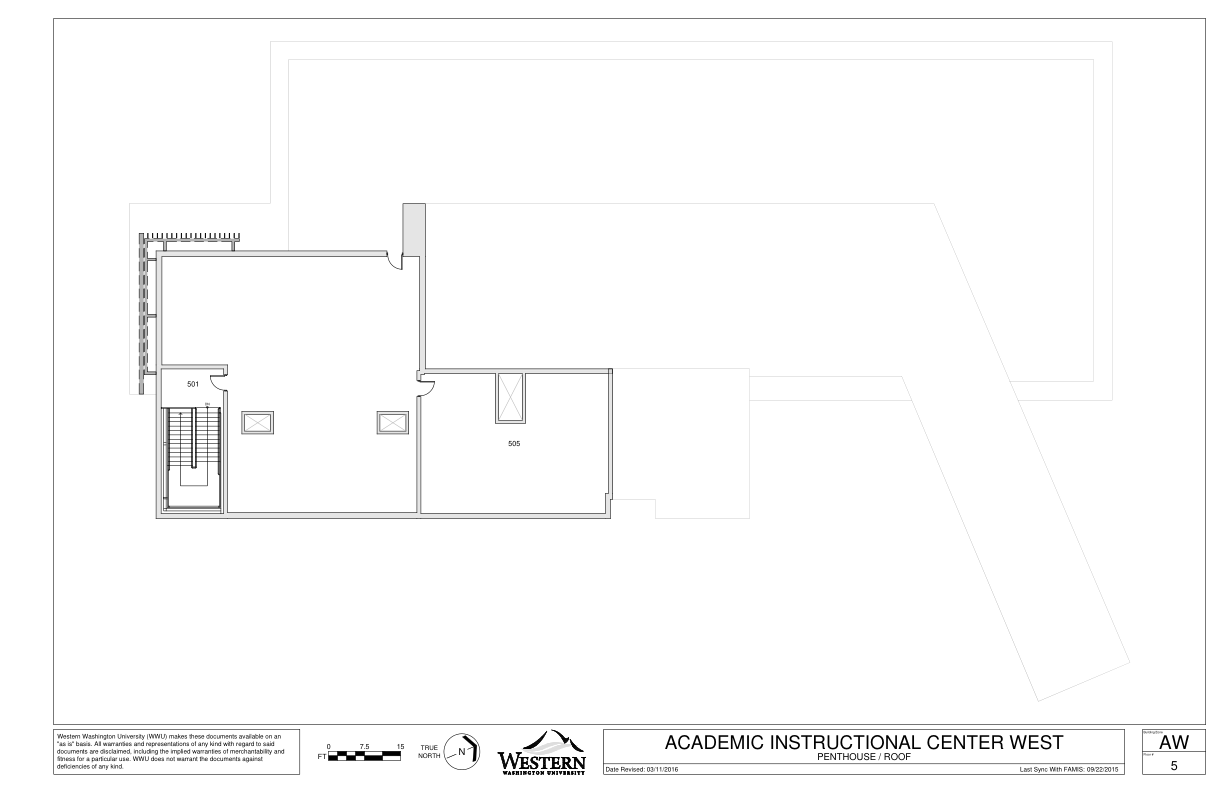 501
DN
505
Western Washington University (WWU) makes these documents available on an
"as is" basis. All warranties and representations of any kind with regard to said
documents are disclaimed, including the implied warranties of merchantability and
fitness for a particular use. WWU does not warrant the documents against
deficiencies of any kind.
0 7.5 15
FT
TRUE
NORTH
N
WESTERN
WASHINGTON UNIVERSITY
ACADEMIC INSTRUCTIONAL CENTER WEST
PENTHOUSE / ROOF
Date Revised: 03/11/2016
Last Sync With FAMIS: 09/22/2015
AW
Floor #
5